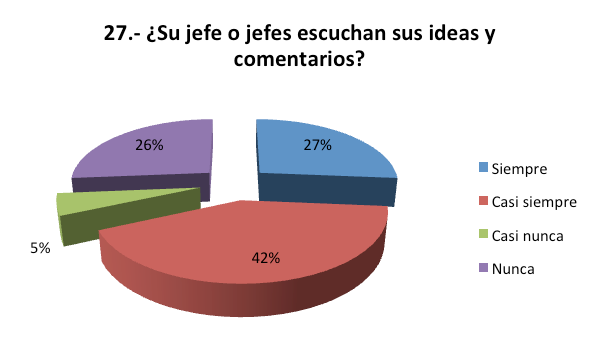 27.- ¿Su jefe o jefes escuchan sus ideas y
comentarios?
26%
27%
5%
42%
Siempre
Casi siempre
Casi nunca
Nunca